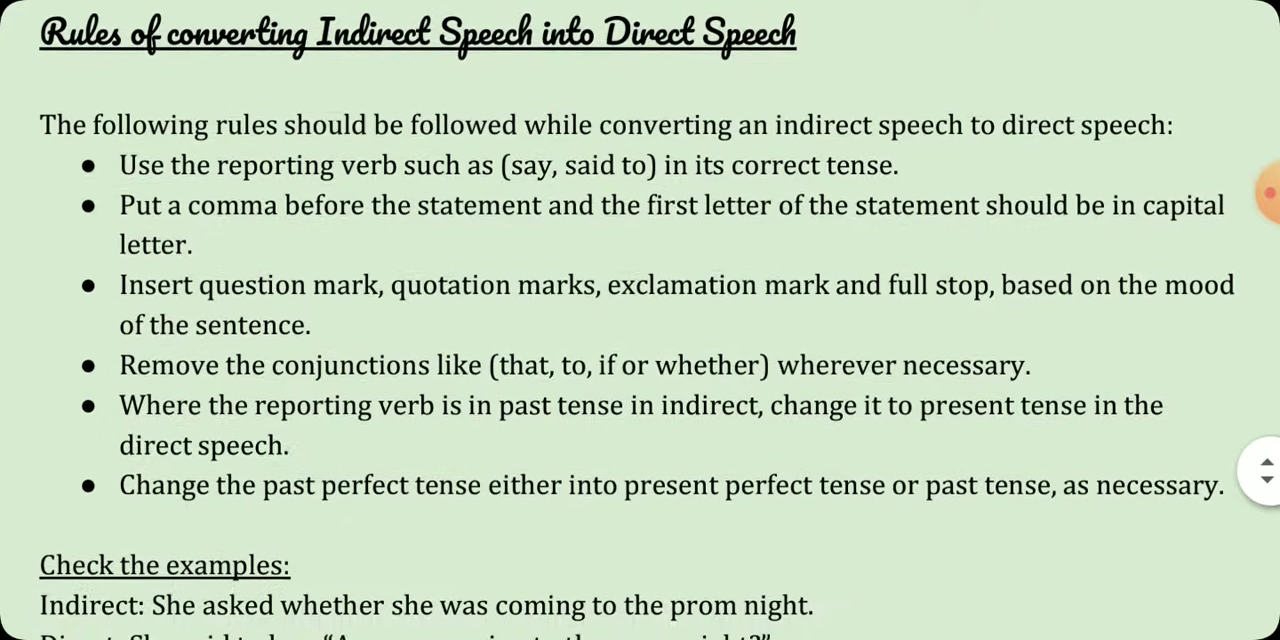 Rules of converting Indirect Speech into Direct Speech
The following rules should be followed while converting an indirect speech to direct speech:
● Use the reporting verb such as (say, said to) in its correct tense.
● Put a comma before the statement and the first letter of the statement should be in capital
letter.
● Insert question mark, quotation marks, exclamation mark and full stop, based on the mood
of the sentence.
● Remove the conjunctions like (that, to, if or whether) wherever necessary.
● Where the reporting verb is in past tense in indirect, change it to present tense in the
direct speech.
● Change the past perfect tense either into present perfect tense or past tense, as necessary.
Check the examples:
Indirect: She asked whether she was coming to the prom night.